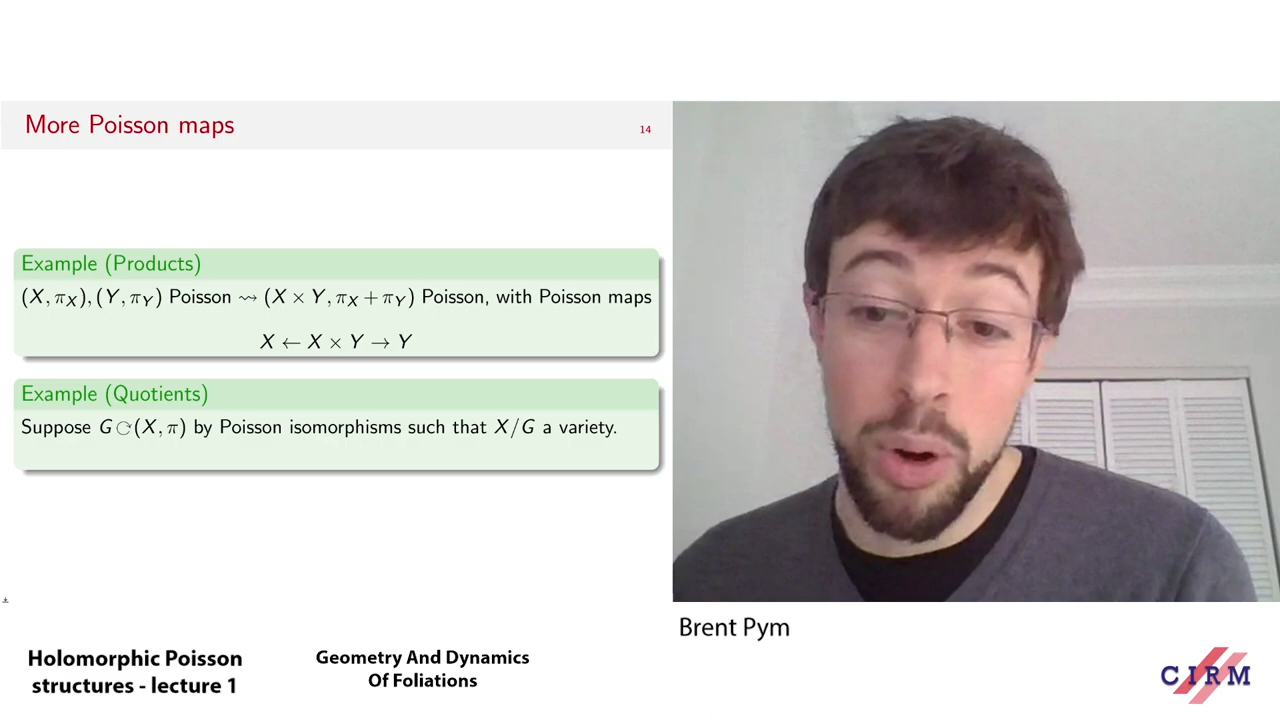 More Poisson maps
14
Example (Products)
(X, π_X), (Y, π_Y) Poisson ⇝ (X × Y, π_X + π_Y) Poisson, with Poisson maps
X ← X × Y → Y
Example (Quotients)
Suppose G ⟳ (X, π) by Poisson isomorphisms such that X/G a variety.
Brent Pym
Holomorphic Poisson
structures - lecture 1
Geometry And Dynamics
Of Foliations
CIRM